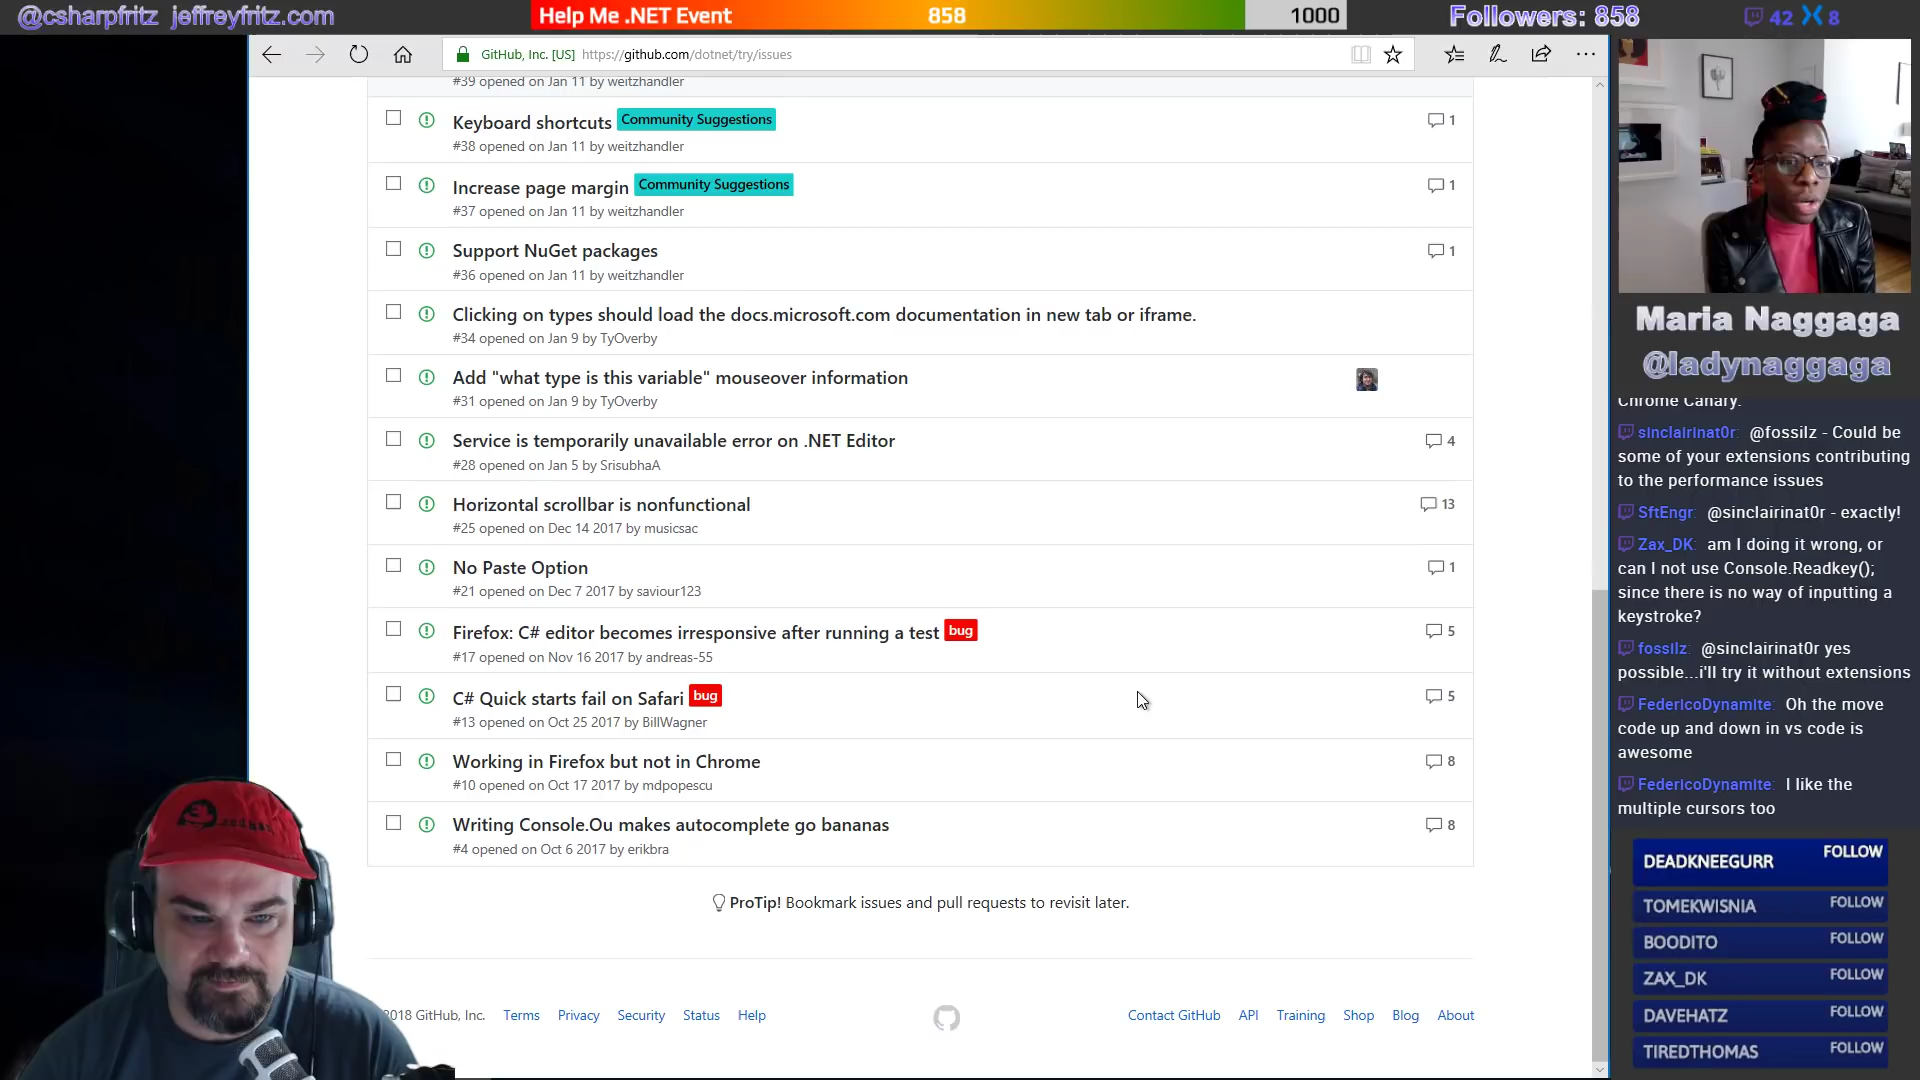 @csharpfritz jeffreyfritz.com
Help Me .NET Event 858 1000
Followers: 858 42 8
GitHub, Inc. [US] https://github.com/dotnet/try/issues
#39 opened on Jan 11 by weitzhandler
Keyboard shortcuts Community Suggestions 1
#38 opened on Jan 11 by weitzhandler
Increase page margin Community Suggestions 1
#37 opened on Jan 11 by weitzhandler
Support NuGet packages 1
#36 opened on Jan 11 by weitzhandler
Clicking on types should load the docs.microsoft.com documentation in new tab or iframe.
#34 opened on Jan 9 by TyOverby
Add "what type is this variable" mouseover information
#31 opened on Jan 9 by TyOverby
Service is temporarily unavailable error on .NET Editor 4
#28 opened on Jan 5 by SrisubhaA
Horizontal scrollbar is nonfunctional 13
#25 opened on Dec 14 2017 by musicsac
No Paste Option 1
#21 opened on Dec 7 2017 by saviour123
Firefox: C# editor becomes irresponsive after running a test bug 5
#17 opened on Nov 16 2017 by andreas-55
C# Quick starts fail on Safari bug 5
#13 opened on Oct 25 2017 by BillWagner
Working in Firefox but not in Chrome 8
#10 opened on Oct 17 2017 by mdpopescu
Writing Console.Ou makes autocomplete go bananas 8
#4 opened on Oct 6 2017 by erikbra
ProTip! Bookmark issues and pull requests to revisit later.
2018 GitHub, Inc. Terms Privacy Security Status Help Contact GitHub API Training Shop Blog About
redhat
Maria Naggaga
@ladynaggaga
Chrome Canary.
sinclairinat0r: @fossilz - Could be
some of your extensions contributing
to the performance issues
SftEngr: @sinclairinat0r - exactly!
Zax_DK: am I doing it wrong, or
can I not use Console.Readkey();
since there is no way of inputting a
keystroke?
fossilz: @sinclairinat0r yes
possible...i'll try it without extensions
FedericoDynamite: Oh the move
code up and down in vs code is
awesome
FedericoDynamite: I like the
multiple cursors too
DEADKNEEGURR FOLLOW
TOMEKWISNIA FOLLOW
BOODITO FOLLOW
ZAX_DK FOLLOW
DAVEHATZ FOLLOW
TIREDTHOMAS FOLLOW